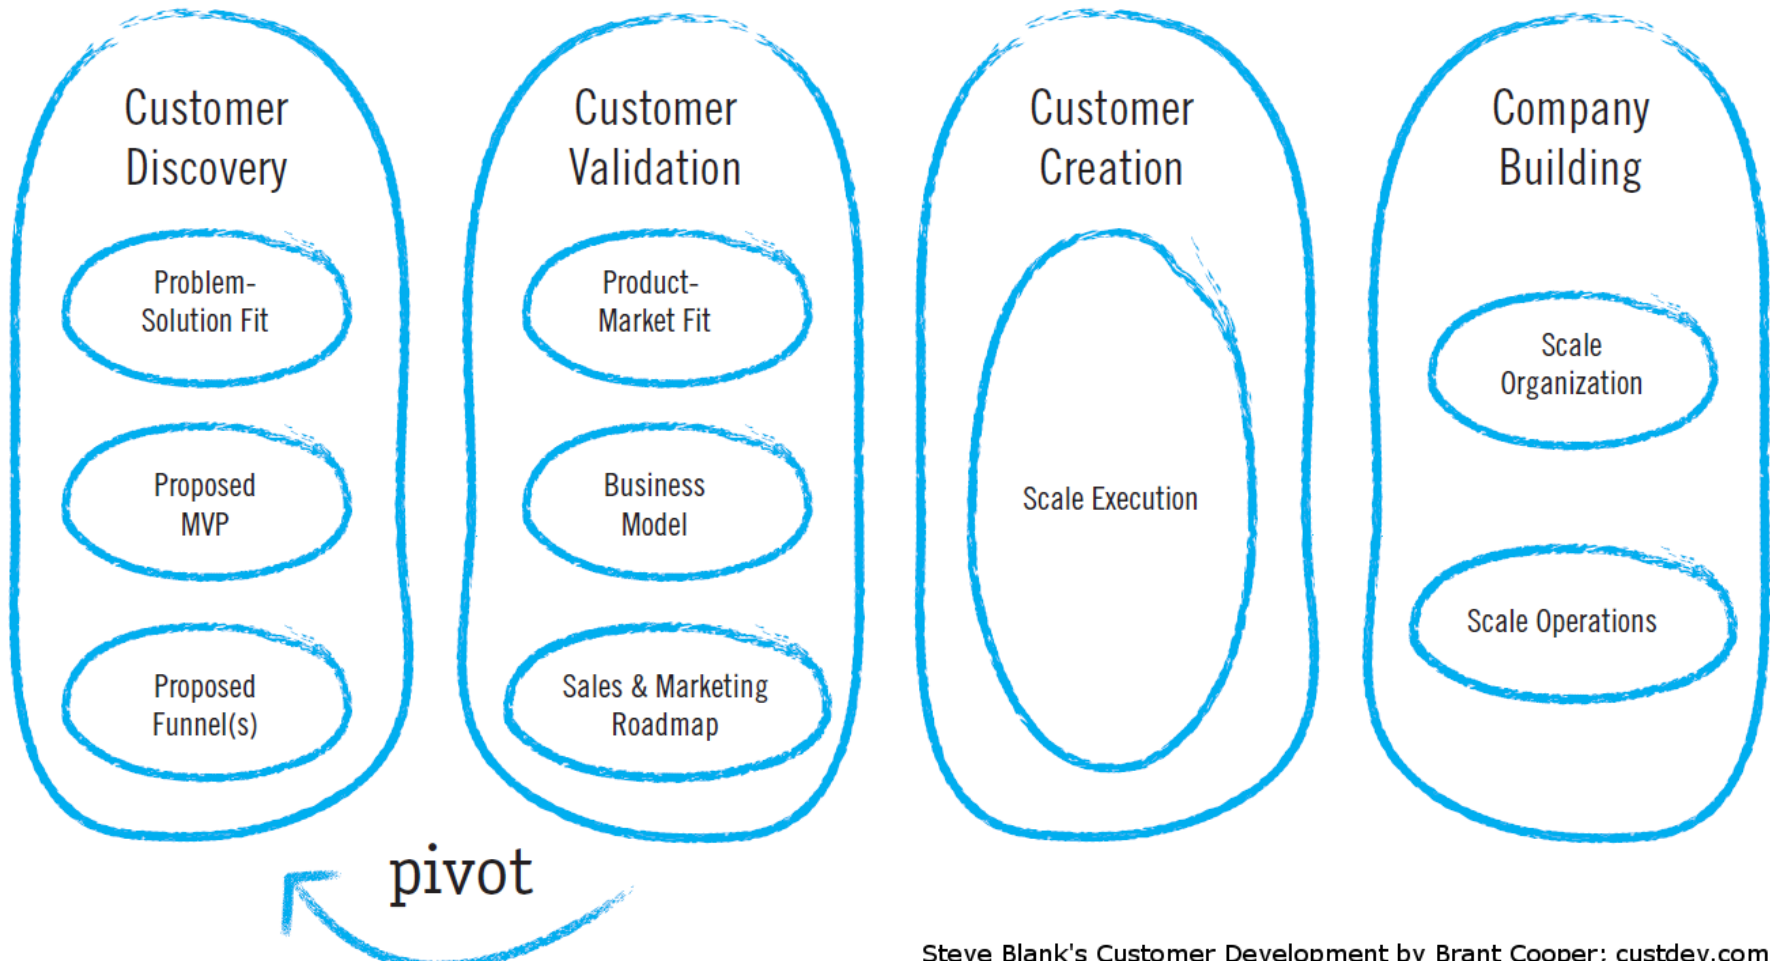 Customer
Discovery
Problem-
Solution Fit
Proposed
MVP
Proposed
Funnel(s)
Customer
Validation
Product-
Market Fit
Business
Model
Sales & Marketing
Roadmap
Customer
Creation
Scale Execution
Company
Building
Scale
Organization
Scale Operations
pivot
Steve Blank's Customer Development by Brant Cooper; custdev.com